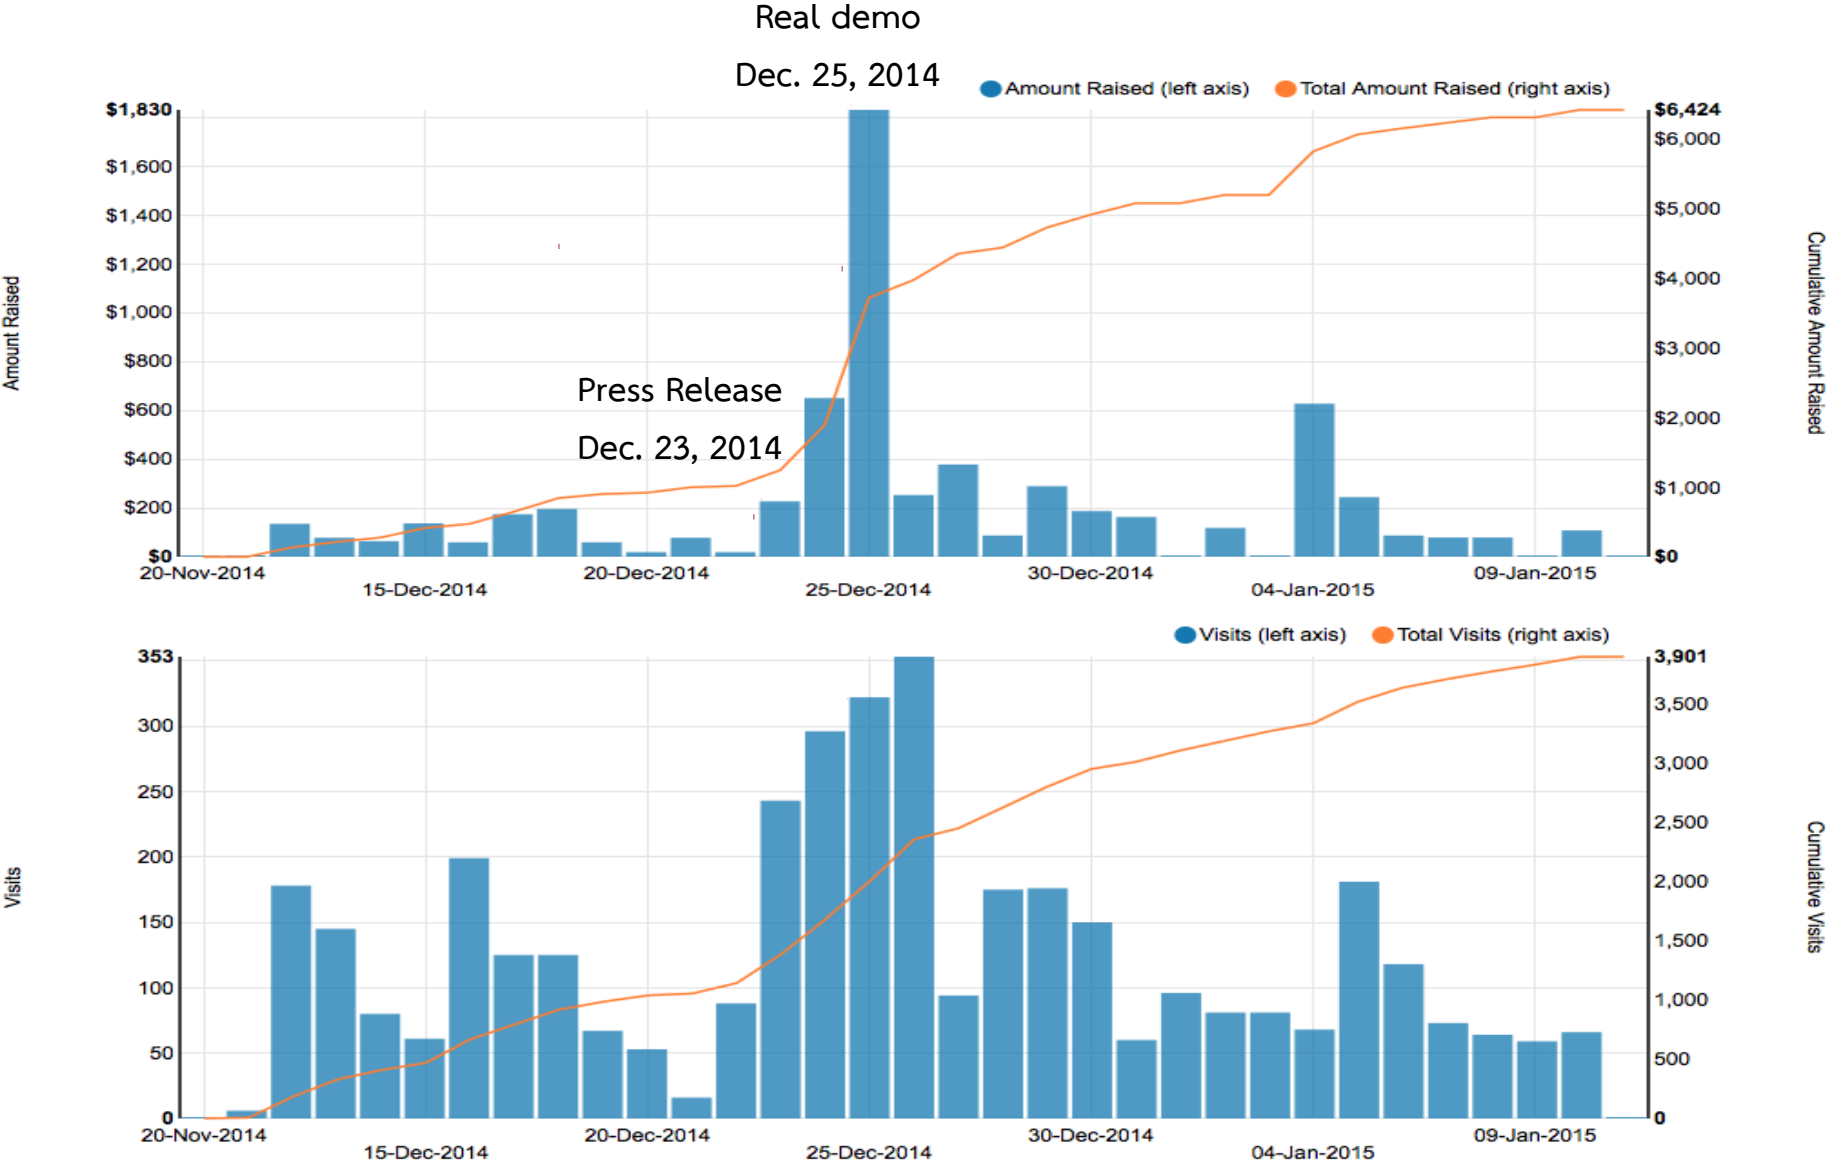 Real demo
Dec. 25, 2014
Amount Raised (left axis) Total Amount Raised (right axis)
$1,830
$1,600
$1,400
$1,200
$1,000
$800
$600
$400
$200
$0
Amount Raised
Press Release
Dec. 23, 2014
$6,424
$6,000
$5,000
$4,000
$3,000
$2,000
$1,000
$0
Cumulative Amount Raised
20-Nov-2014 20-Dec-2014 30-Dec-2014 09-Jan-2015
15-Dec-2014 25-Dec-2014 04-Jan-2015
Visits (left axis) Total Visits (right axis)
353
300
250
200
150
100
50
0
Visits
3,901
3,500
3,000
2,500
2,000
1,500
1,000
500
0
Cumulative Visits
20-Nov-2014 20-Dec-2014 30-Dec-2014 09-Jan-2015
15-Dec-2014 25-Dec-2014 04-Jan-2015